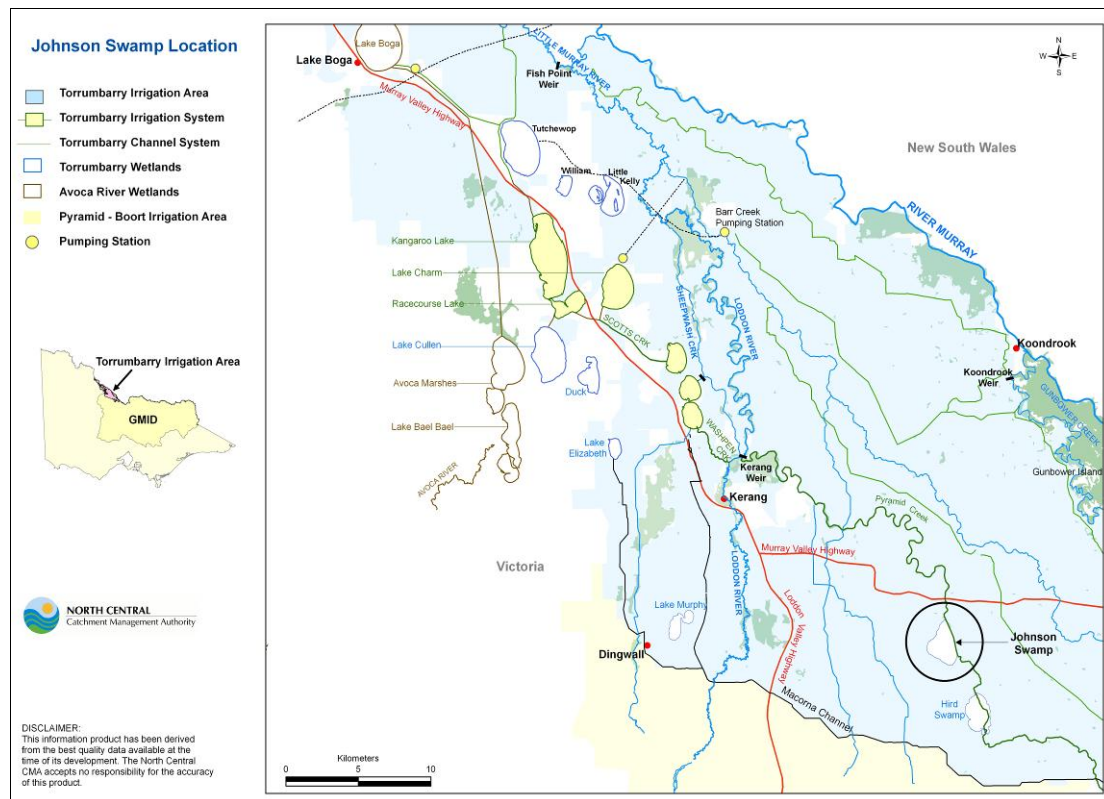 Johnson Swamp Location
Torrumbarry Irrigation Area
Torrumbarry Irrigation System
Torrumbarry Channel System
Torrumbarry Wetlands
Avoca River Wetlands
Pyramid - Boort Irrigation Area
Pumping Station
Torrumbarry Irrigation Area
GMID
NORTH CENTRAL
Catchment Management Authority
DISCLAIMER:
This information product has been derived
from the best quality data available at the
time of its development. The North Central
CMA accepts no responsibility for the accuracy
of this product.
Lake Boga
Lake Boga
LITTLE MURRAY RIVER
Fish Point
Weir
N
W
E
S
Murray Valley Highway
Tutchewop
William
Little
Kelly
New South Wales
RIVER MURRAY
Barr Creek
Pumping Station
Kangaroo Lake
Lake Charm
Racecourse Lake
SCOTTS CRK
SHEEPWASH CRK
LODDON RIVER
Lake Cullen
Duck
Avoca Marshes
Lake Bael Bael
AVOCA RIVER
Lake
Elizabeth
WASHPEN CRK
Kerang
Weir
Kerang
Koondrook
Koondrook
Weir
GUNBOWER CREEK
Gunbower Island
Pyramid Creek
Murray Valley Highway
Victoria
LODDON RIVER
Loddon Valley Highway
Lake Murphy
Dingwall
Macorna Channel
Johnson
Swamp
Hird
Swamp
Kilometers
0
5
10